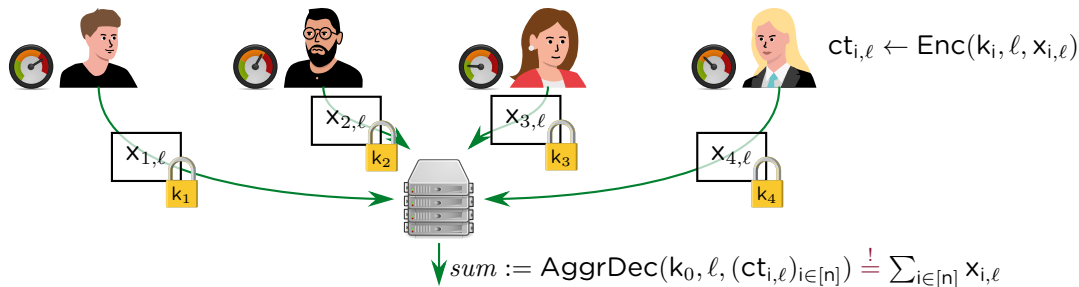 ct_{i,ℓ} ← Enc(k_i, ℓ, x_{i,ℓ})
x_{1,ℓ}
k_1
x_{2,ℓ}
k_2
x_{3,ℓ}
k_3
x_{4,ℓ}
k_4
sum := AggrDec(k_0, ℓ, (ct_{i,ℓ})_{i∈[n]}) =^! ∑_{i∈[n]} x_{i,ℓ}